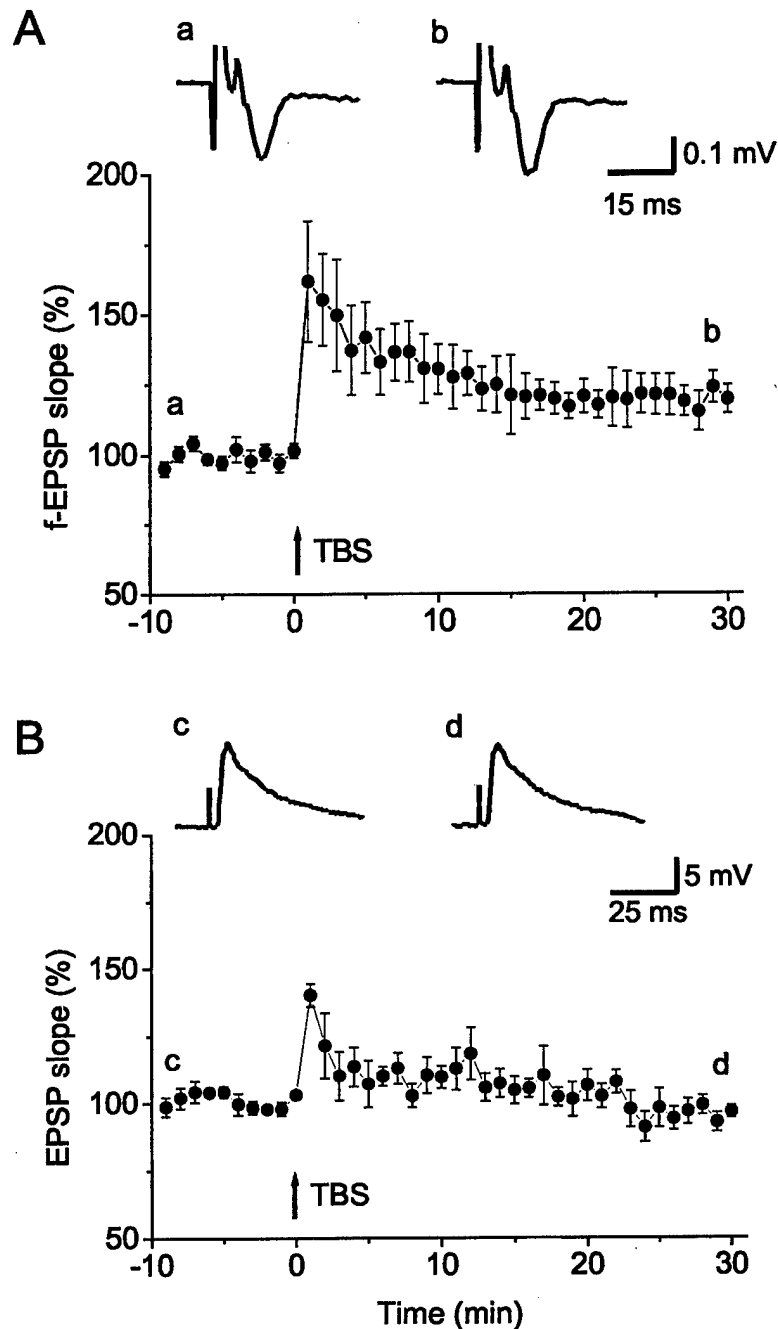 A
a
b
0.1 mV
15 ms
200
150
100
50
f-EPSP slope (%)
a
b
TBS
-10 0 10 20 30
B
c
d
5 mV
25 ms
200
150
100
50
EPSP slope (%)
c
d
TBS
-10 0 10 20 30
Time (min)